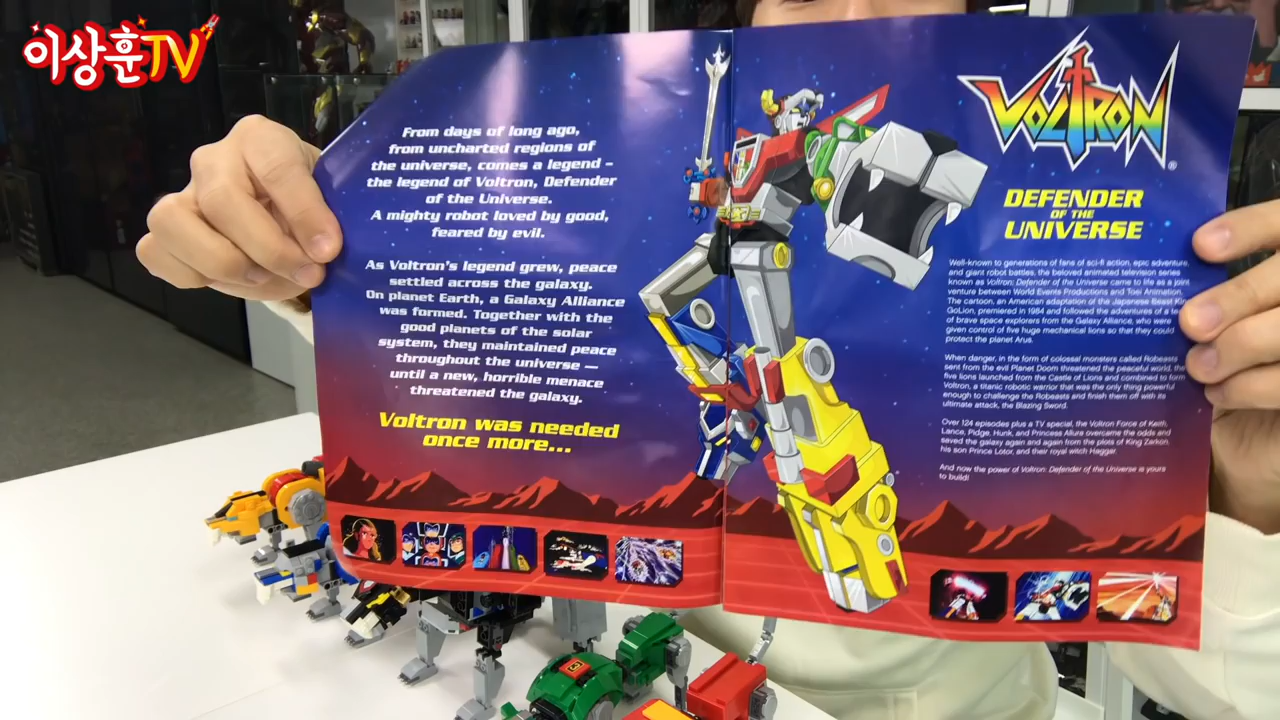 이상훈TV
From days of long ago,
from uncharted regions of
the universe, comes a legend –
the legend of Voltron, Defender
of the Universe.
A mighty robot loved by good,
feared by evil.
As Voltron's legend grew, peace
settled across the galaxy.
On planet Earth, a Galaxy Alliance
was formed. Together with the
good planets of the solar
system, they maintained peace
throughout the universe —
until a new, horrible menace
threatened the galaxy.
Voltron was needed
once more...
VOLTRON®
DEFENDER
OF THE
UNIVERSE
Well-known to generations of fans of sci-fi action, epic adventure,
and giant robot battles, the beloved animated television series
known as Voltron: Defender of the Universe came to life as a joint
venture between World Events Productions and Toei Animation.
The cartoon, an American adaptation of the Japanese Beast
GoLion, premiered in 1984 and followed the adventures of a
of brave space explorers from the Galaxy Alliance, who were
given control of five huge mechanical lions so that they could
protect the planet Arus.
When danger, in the form of colossal monsters called Robeasts
sent from the evil Planet Doom threatened the peaceful world, the
five lions launched from the Castle of Lions and combined to form
Voltron, a titanic robotic warrior that was the only thing powerful
enough to challenge the Robeasts and finish them off with its
ultimate attack, the Blazing Sword.
Over 124 episodes plus a TV special, the Voltron Force of Keith,
Lance, Pidge, Hunk, and Princess Allura overcame the odds and
saved the galaxy again and again from the plots of King Zarkon,
his son Prince Lotor, and their royal witch Haggar.
And now the power of Voltron: Defender of the Universe is yours
to build!
3